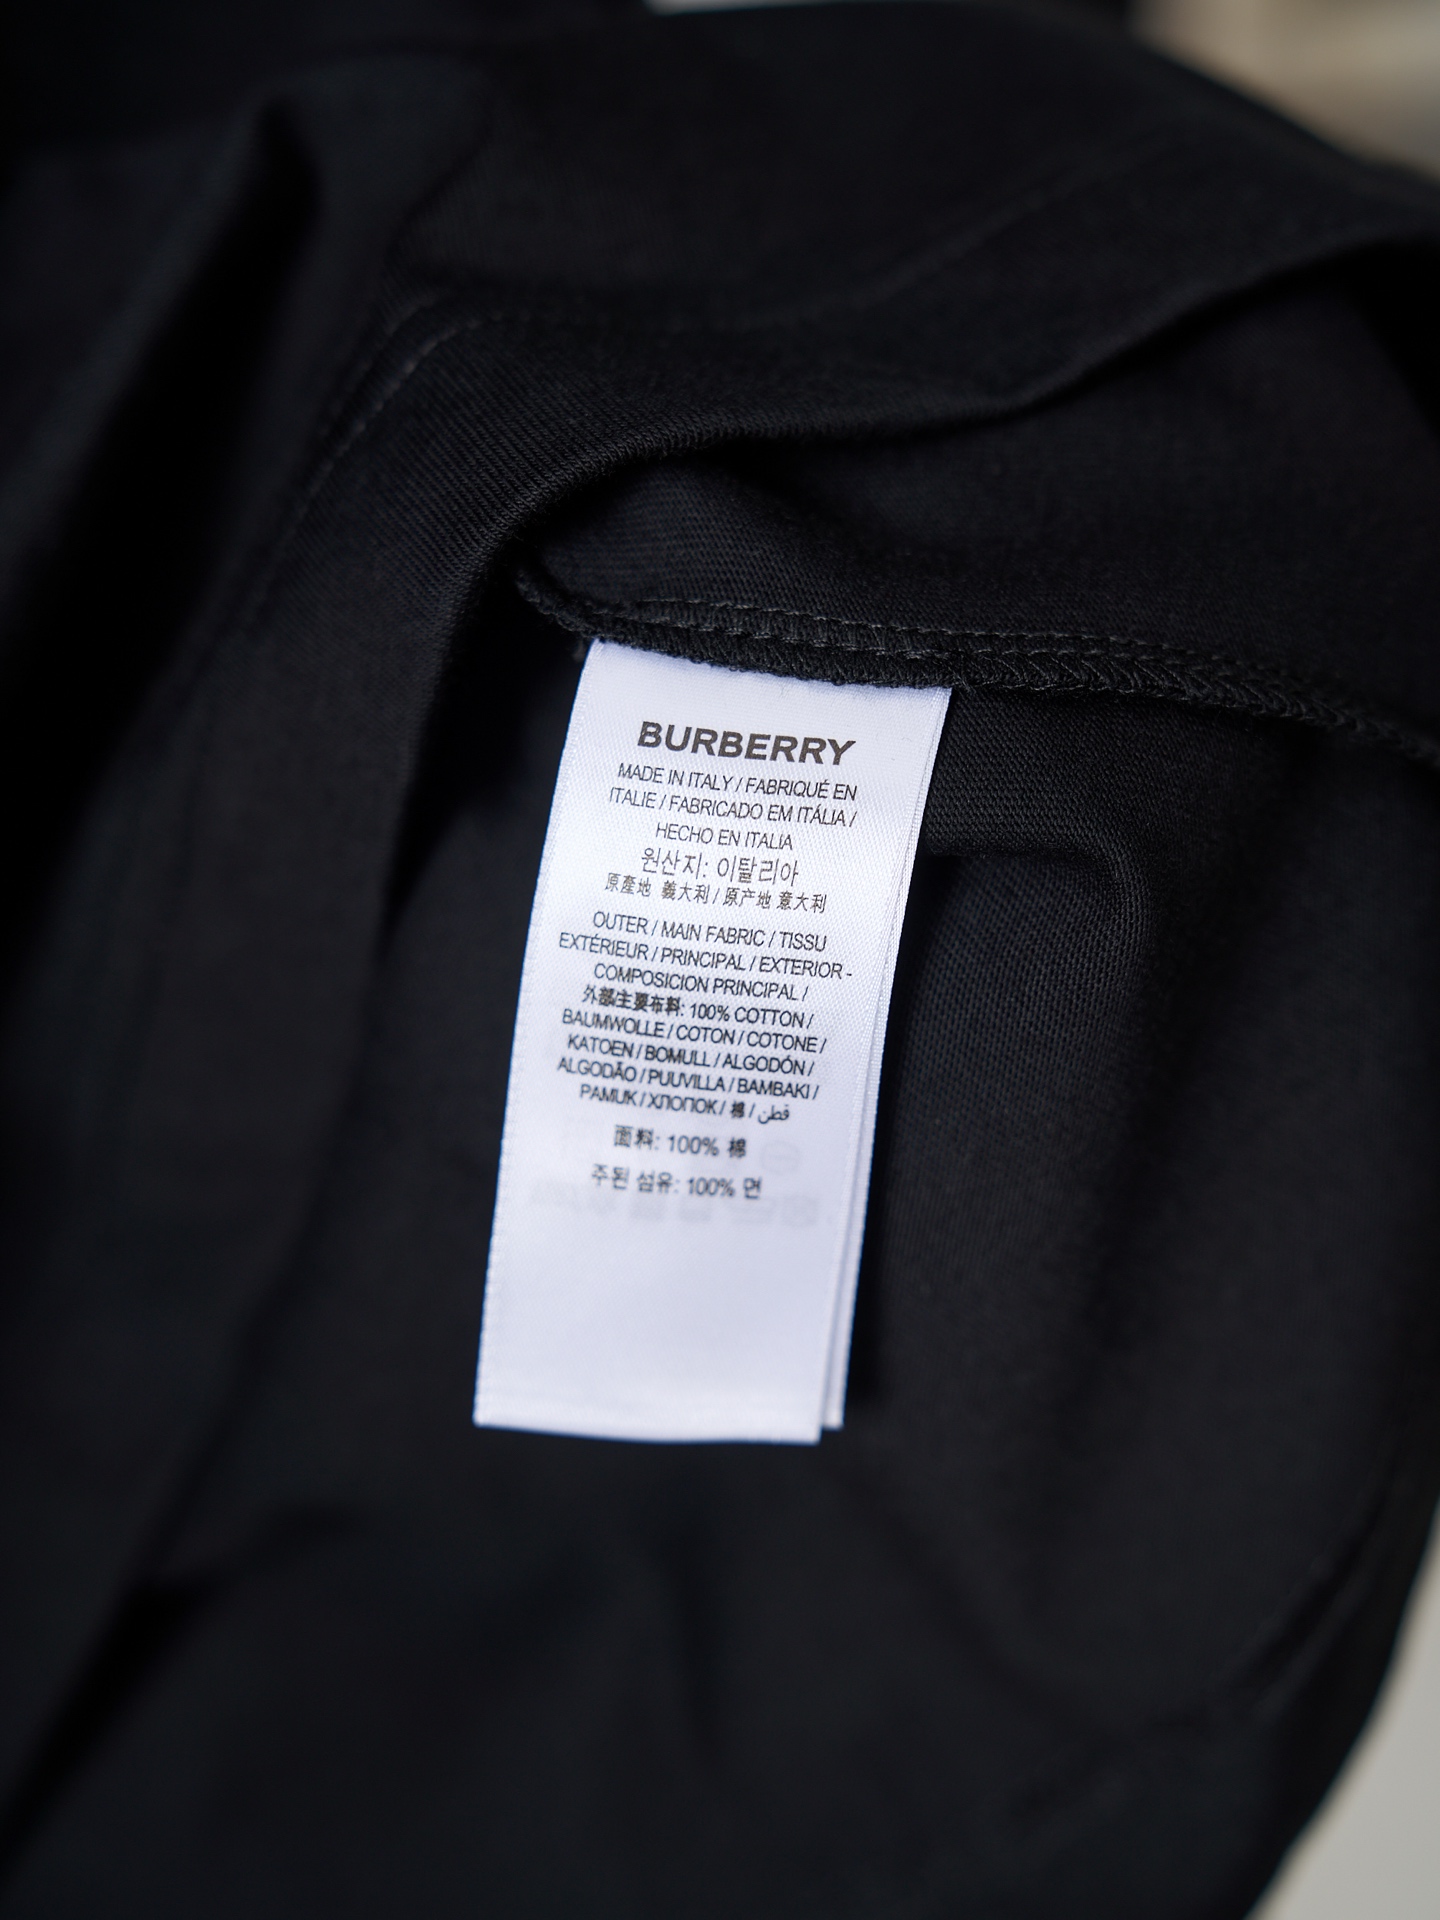 BURBERRY
MADE IN ITALY / FABRIQUÉ EN
ITALIE / FABRICADO EM ITÁLIA /
HECHO EN ITALIA
원산지: 이탈리아
原產地 義大利 / 原产地 意大利
OUTER / MAIN FABRIC / TISSU
EXTÉRIEUR / PRINCIPAL / EXTERIOR -
COMPOSICION PRINCIPAL /
外部主要布料: 100% COTTON /
BAUMWOLLE / COTON / COTONE /
KATOEN / BOMULL / ALGODÓN /
ALGODÃO / PUUVILLA / BAMBAKI /
PAMUK / ХЛОПОК / 棉 / قطن
面料: 100% 棉
주된 섬유: 100% 면